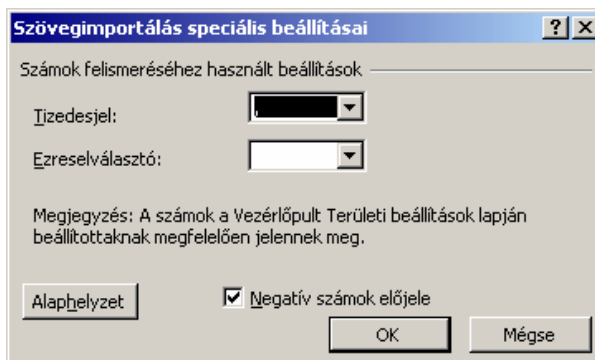 Szövegimportálás speciális beállításai
Számok felismeréséhez használt beállítások
Tizedesjel: ,
Ezreselválasztó:
Megjegyzés: A számok a Vezérlőpult Területi beállítások lapján
beállítottaknak megfelelően jelennek meg.
Alaphelyzet
Negatív számok előjele
OK
Mégse